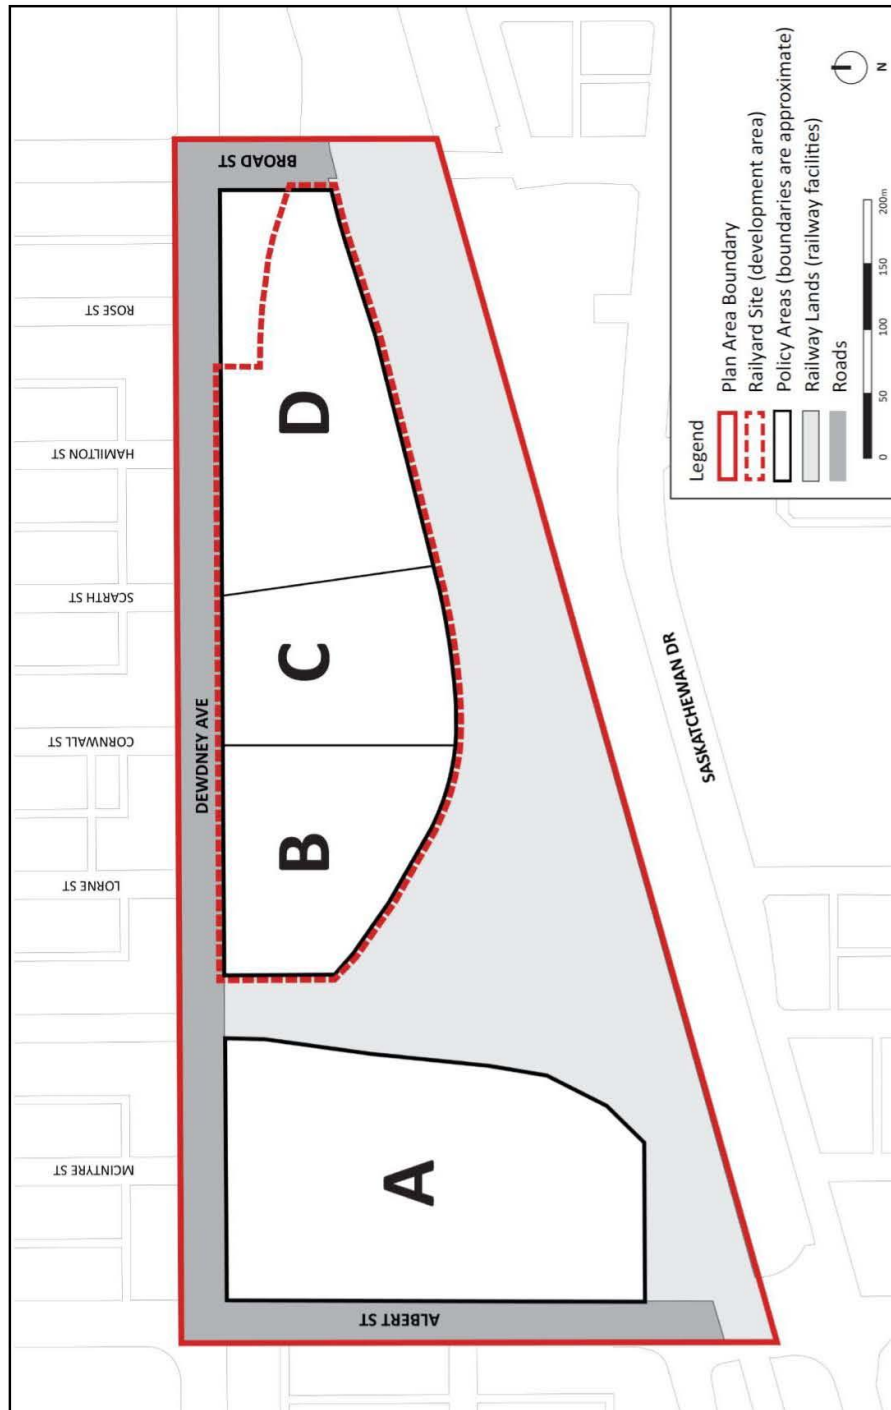 MCINTYRE ST
LORNE ST
CORNWALL ST
SCARTH ST
HAMILTON ST
ROSE ST
DEWDNEY AVE
BROAD ST
ALBERT ST
A
B
C
D
SASKATCHEWAN DR
Legend
Plan Area Boundary
Railyard Site (development area)
Policy Areas (boundaries are approximate)
Railway Lands (railway facilities)
Roads
0 50 100 150 200m
N